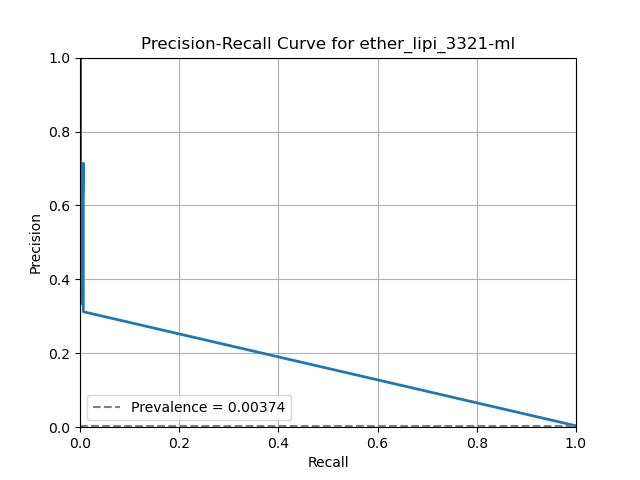 Precision-Recall Curve for ether_lipi_3321-ml
1.0
0.8
0.6
0.4
0.2
0.0
Precision
Prevalence = 0.00374
0.0 0.2 0.4 0.6 0.8 1.0
Recall